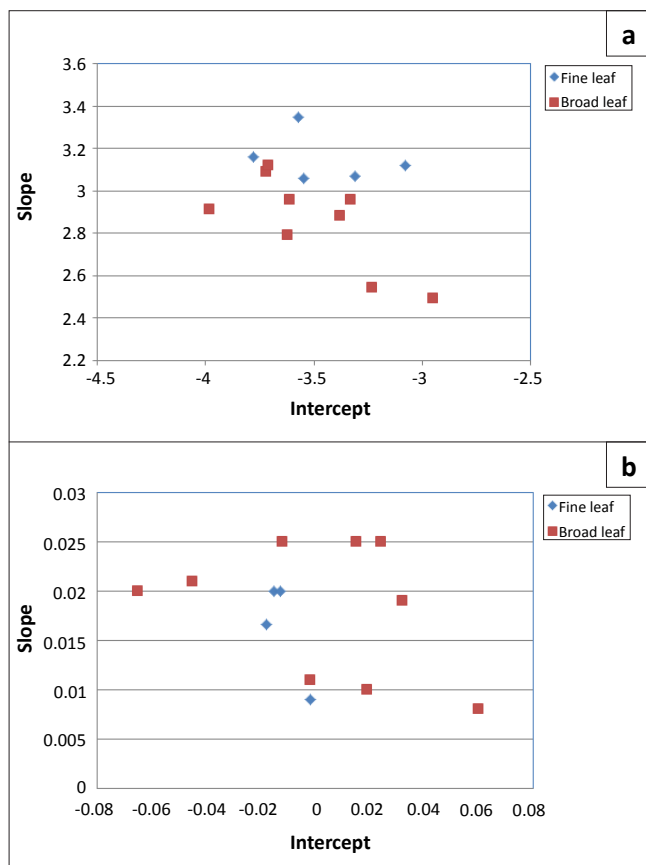 a
3.6
3.4
3.2
3
2.8
2.6
2.4
2.2
Slope
-4.5 -4 -3.5 -3 -2.5
Intercept
Fine leaf
Broad leaf
b
0.03
0.025
0.02
0.015
0.01
0.005
0
Slope
-0.08 -0.06 -0.04 -0.02 0 0.02 0.04 0.06 0.08
Intercept
Fine leaf
Broad leaf